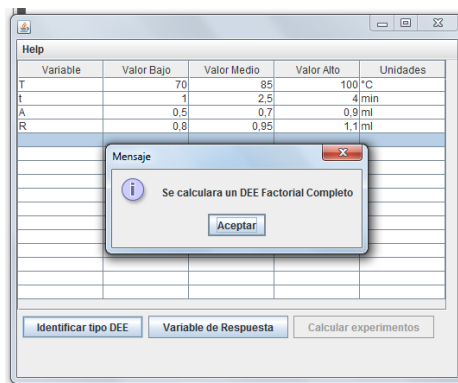 Help
Variable Valor Bajo Valor Medio Valor Alto Unidades
T 70 85 100 °C
t 1 2,5 4 min
A 0,5 0,7 0,9 ml
R 0,8 0,95 1,1 ml
Mensaje
Se calculara un DEE Factorial Completo
Aceptar
Identificar tipo DEE Variable de Respuesta Calcular experimentos